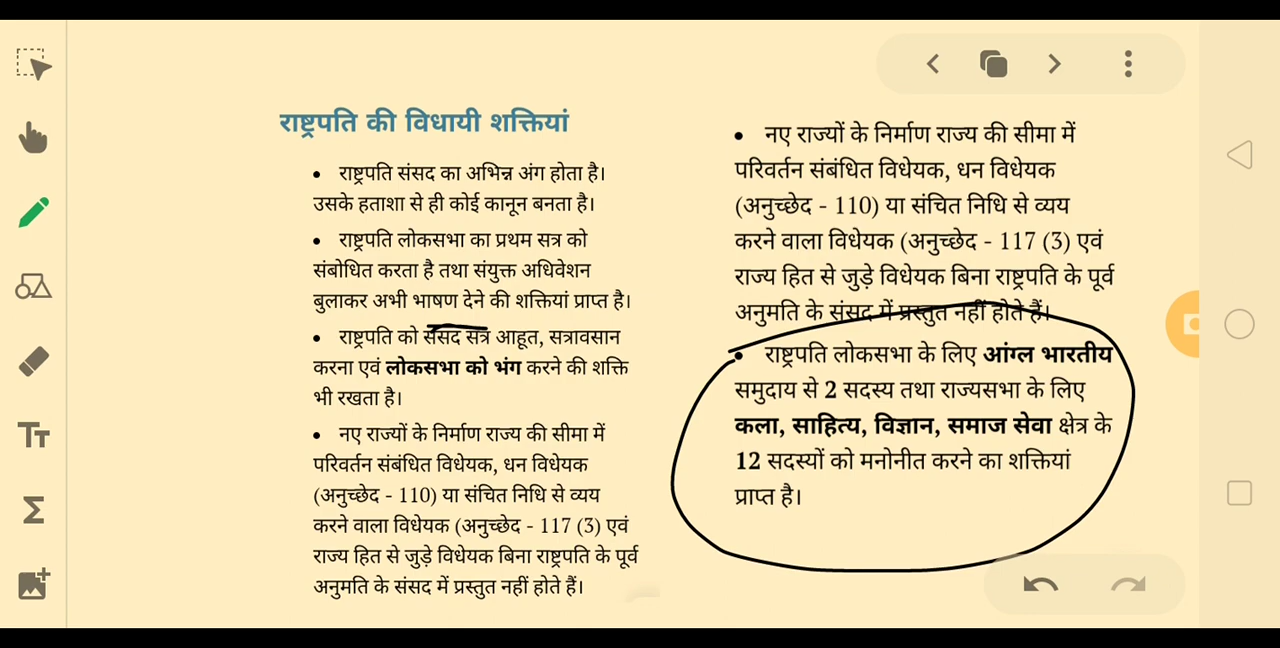 राष्ट्रपति की विधायी शक्तियां
• राष्ट्रपति संसद का अभिन्न अंग होता है।
उसके हताशा से ही कोई कानून बनता है।
• राष्ट्रपति लोकसभा का प्रथम सत्र को
संबोधित करता है तथा संयुक्त अधिवेशन
बुलाकर अभी भाषण देने की शक्तियां प्राप्त है।
• राष्ट्रपति को संसद सत्र आहूत, सत्रावसान
करना एवं लोकसभा को भंग करने की शक्ति
भी रखता है।
• नए राज्यों के निर्माण राज्य की सीमा में
परिवर्तन संबंधित विधेयक, धन विधेयक
(अनुच्छेद - 110) या संचित निधि से व्यय
करने वाला विधेयक (अनुच्छेद - 117 (3) एवं
राज्य हित से जुड़े विधेयक बिना राष्ट्रपति के पूर्व
अनुमति के संसद में प्रस्तुत नहीं होते हैं।
• नए राज्यों के निर्माण राज्य की सीमा में
परिवर्तन संबंधित विधेयक, धन विधेयक
(अनुच्छेद - 110) या संचित निधि से व्यय
करने वाला विधेयक (अनुच्छेद - 117 (3) एवं
राज्य हित से जुड़े विधेयक बिना राष्ट्रपति के पूर्व
अनुमति के संसद में प्रस्तुत नहीं होते हैं।
• राष्ट्रपति लोकसभा के लिए आंग्ल भारतीय
समुदाय से 2 सदस्य तथा राज्यसभा के लिए
कला, साहित्य, विज्ञान, समाज सेवा क्षेत्र के
12 सदस्यों को मनोनीत करने का शक्तियां
प्राप्त है।